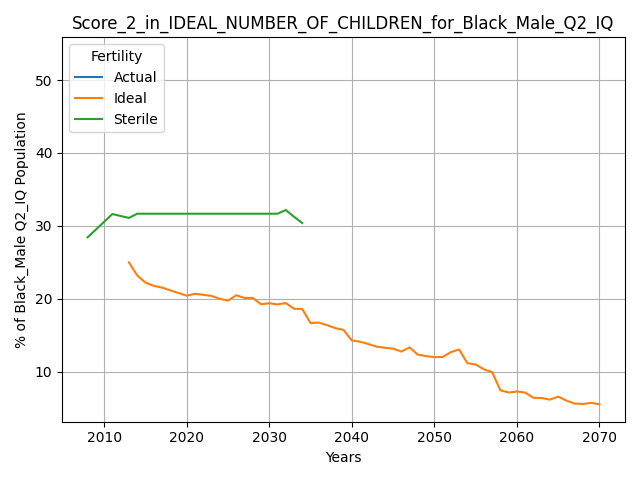 Score_2_in_IDEAL_NUMBER_OF_CHILDREN_for_Black_Male_Q2_IQ
Fertility
Actual
Ideal
Sterile
% of Black_Male Q2_IQ Population
50
40
30
20
10
2010 2020 2030 2040 2050 2060 2070
Years